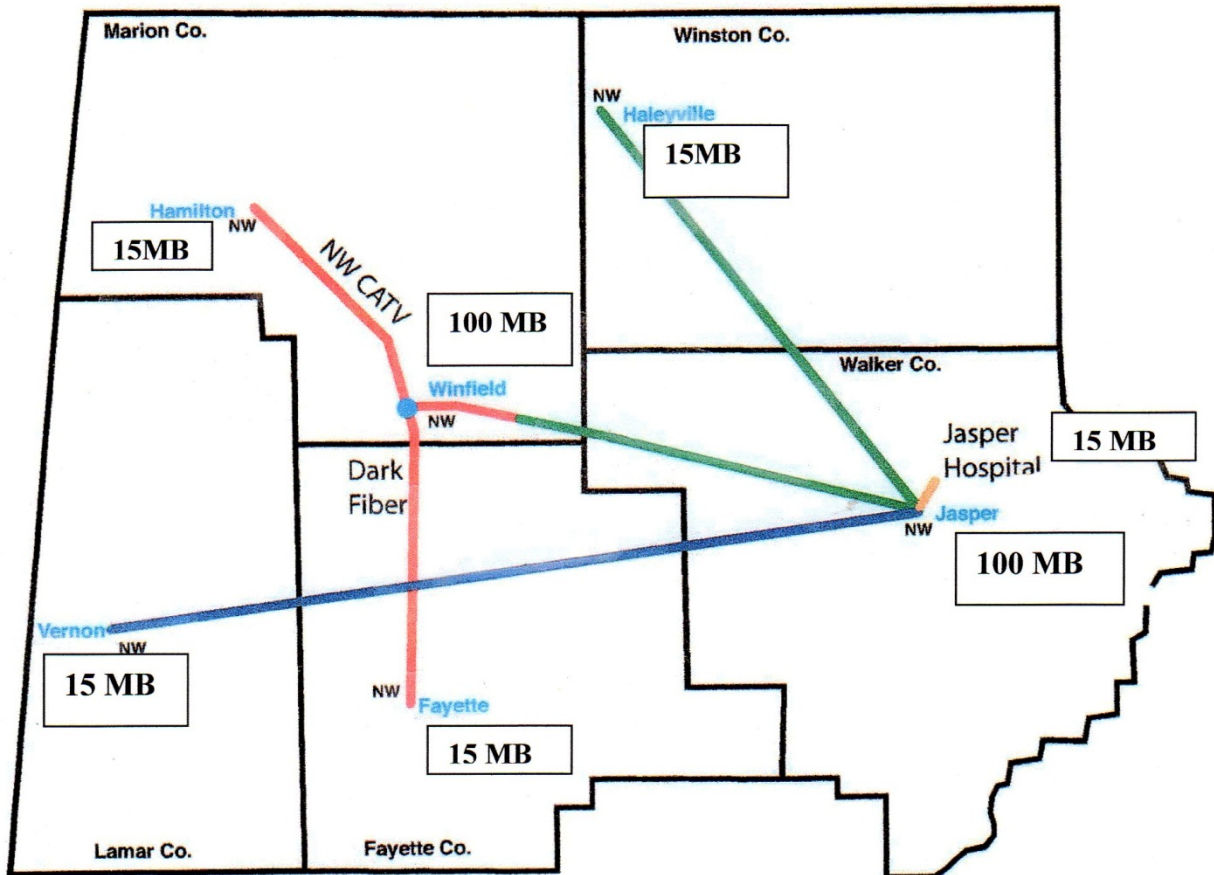 Marion Co.
Winston Co.
NW
Haleyville
15MB
Hamilton
NW
15MB
NW CATV
100 MB
Winfield
NW
Walker Co.
Jasper
Hospital
15 MB
Dark
Fiber
Jasper
NW
100 MB
Vernon
NW
15 MB
NW
Fayette
15 MB
Lamar Co.
Fayette Co.